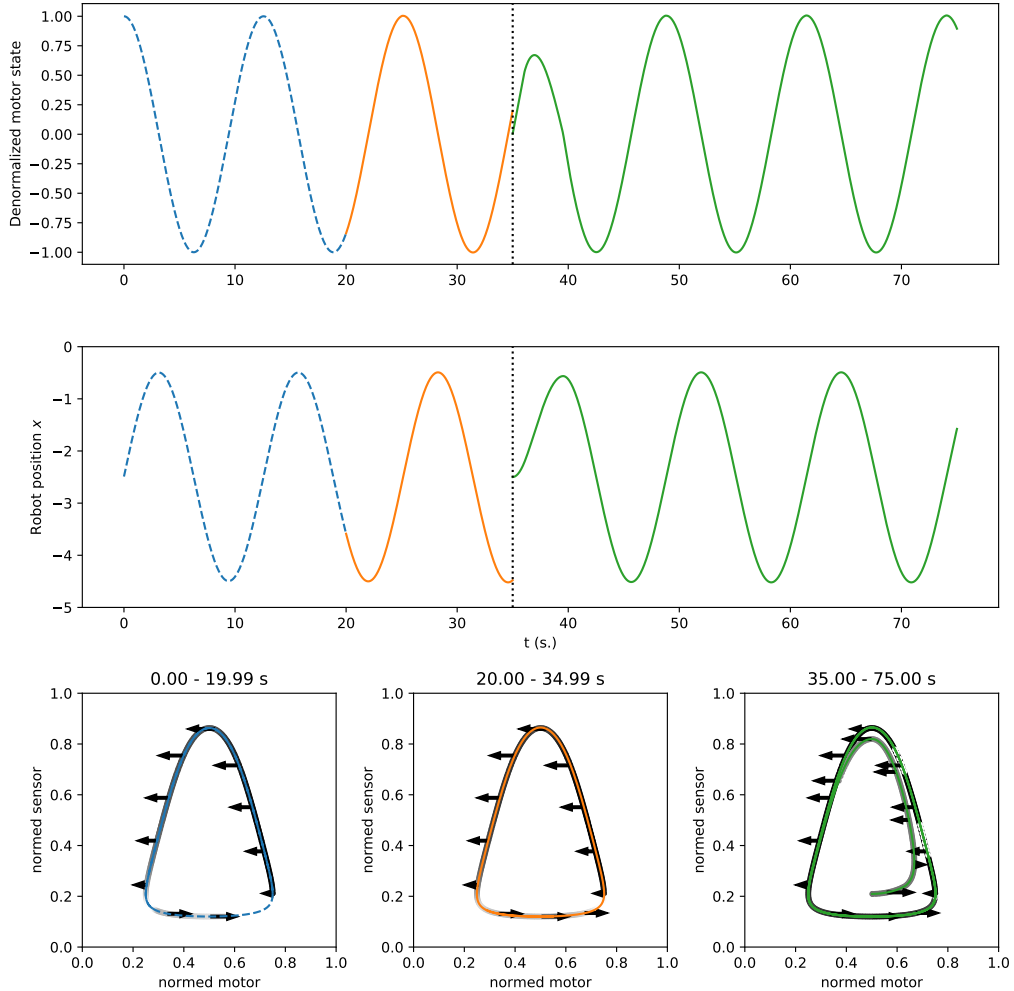 Denormalized motor state
1.00
0.75
0.50
0.25
0.00
−0.25
−0.50
−0.75
−1.00
0 10 20 30 40 50 60 70
Robot position x
0
−1
−2
−3
−4
−5
0 10 20 30 40 50 60 70
t (s.)
0.00 - 19.99 s
normed sensor
1.0
0.8
0.6
0.4
0.2
0.0
0.0 0.2 0.4 0.6 0.8 1.0
normed motor
20.00 - 34.99 s
normed sensor
1.0
0.8
0.6
0.4
0.2
0.0
0.0 0.2 0.4 0.6 0.8 1.0
normed motor
35.00 - 75.00 s
normed sensor
1.0
0.8
0.6
0.4
0.2
0.0
0.0 0.2 0.4 0.6 0.8 1.0
normed motor